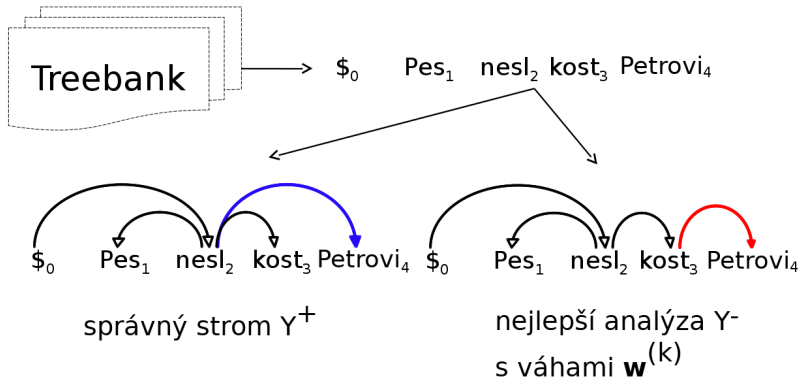 Treebank
$₀ Pes₁ nesl₂ kost₃ Petrovi₄
$₀ Pes₁ nesl₂ kost₃ Petrovi₄
$₀ Pes₁ nesl₂ kost₃ Petrovi₄
správný strom Y⁺
nejlepší analýza Y⁻
s váhami w⁽ᵏ⁾